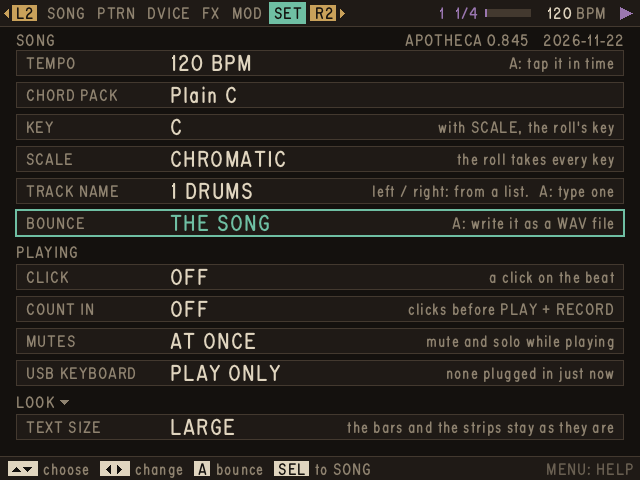 L2 SONG PTRN DVICE FX MOD SET R2 1 1/4 120 BPM
SONG APOTHECA 0.845 2026-11-22
TEMPO 120 BPM A: tap it in time
CHORD PACK Plain C
KEY C with SCALE, the roll's key
SCALE CHROMATIC the roll takes every key
TRACK NAME 1 DRUMS left / right: from a list. A: type one
BOUNCE THE SONG A: write it as a WAV file
PLAYING
CLICK OFF a click on the beat
COUNT IN OFF clicks before PLAY + RECORD
MUTES AT ONCE mute and solo while playing
USB KEYBOARD PLAY ONLY none plugged in just now
LOOK
TEXT SIZE LARGE the bars and the strips stay as they are
choose change A bounce SEL to SONG MENU: HELP